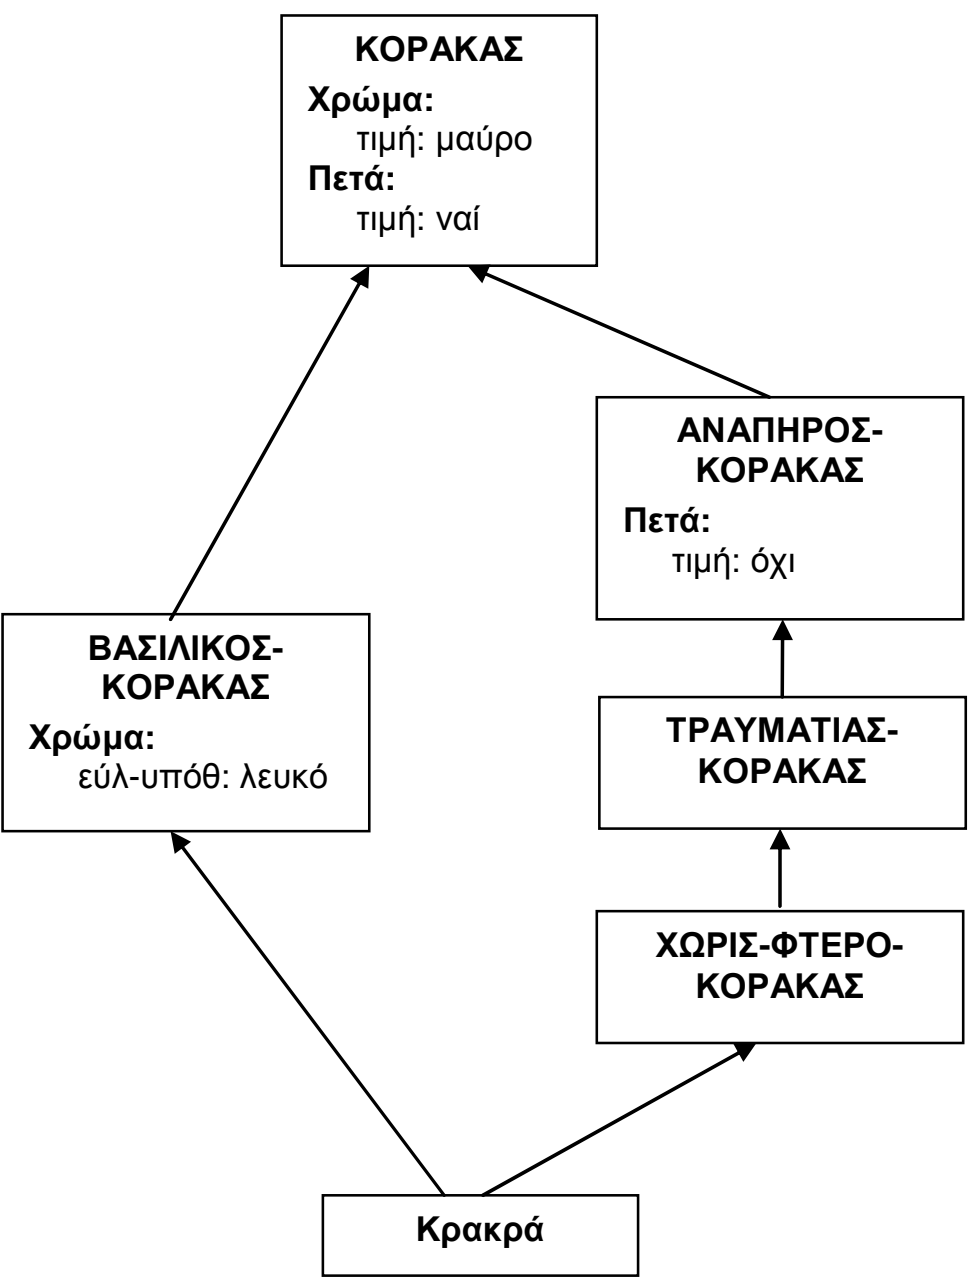 ΚΟΡΑΚΑΣ
Χρώμα:
τιμή: μαύρο
Πετά:
τιμή: ναί
ΑΝΑΠΗΡΟΣ-
ΚΟΡΑΚΑΣ
Πετά:
τιμή: όχι
ΒΑΣΙΛΙΚΟΣ-
ΚΟΡΑΚΑΣ
Χρώμα:
εύλ-υπόθ: λευκό
ΤΡΑΥΜΑΤΙΑΣ-
ΚΟΡΑΚΑΣ
ΧΩΡΙΣ-ΦΤΕΡΟ-
ΚΟΡΑΚΑΣ
Κρακρά